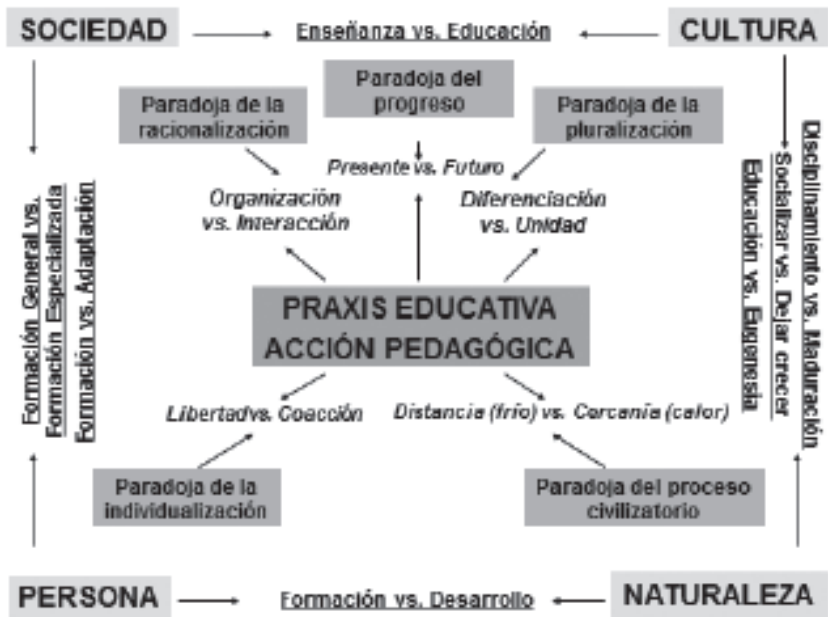 SOCIEDAD
Enseñanza vs. Educación
CULTURA
Paradoja de la
racionalización
Paradoja del
progreso
Paradoja de la
pluralización
Presente vs. Futuro
Organización
vs. Interacción
Diferenciación
vs. Unidad
Formación General vs.
Formación Especializada
Formación vs. Adaptación
Disciplinamiento vs. Maduración
Socializar vs. Dejar crecer
Educación vs. Eugenesia
PRAXIS EDUCATIVA
ACCIÓN PEDAGÓGICA
Libertad vs. Coacción
Distancia (frío) vs. Cercanía (calor)
Paradoja de la
individualización
Paradoja del proceso
civilizatorio
PERSONA
Formación vs. Desarrollo
NATURALEZA